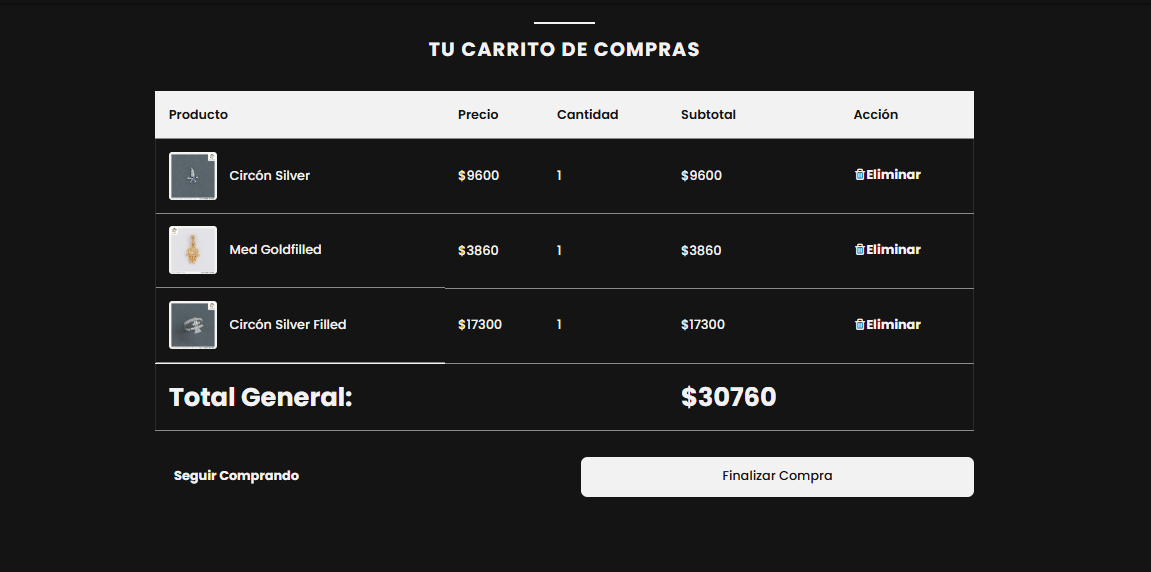 TU CARRITO DE COMPRAS
Producto Precio Cantidad Subtotal Acción
Circón Silver $9600 1 $9600 Eliminar
Med Goldfilled $3860 1 $3860 Eliminar
Circón Silver Filled $17300 1 $17300 Eliminar
Total General: $30760
Seguir Comprando Finalizar Compra